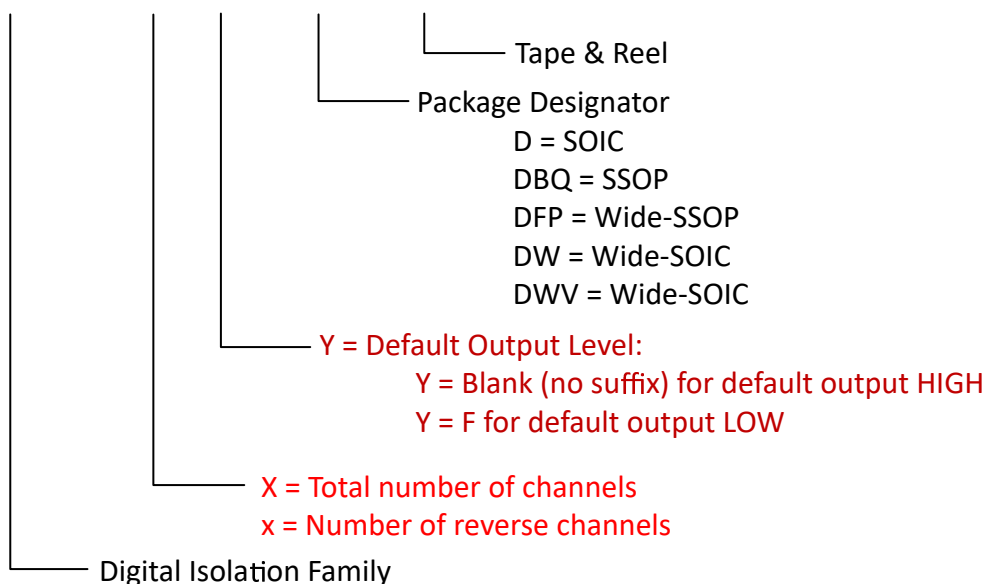 Tape & Reel
Package Designator
D = SOIC
DBQ = SSOP
DFP = Wide-SSOP
DW = Wide-SOIC
DWV = Wide-SOIC
Y = Default Output Level:
Y = Blank (no suffix) for default output HIGH
Y = F for default output LOW
X = Total number of channels
x = Number of reverse channels
Digital Isolation Family